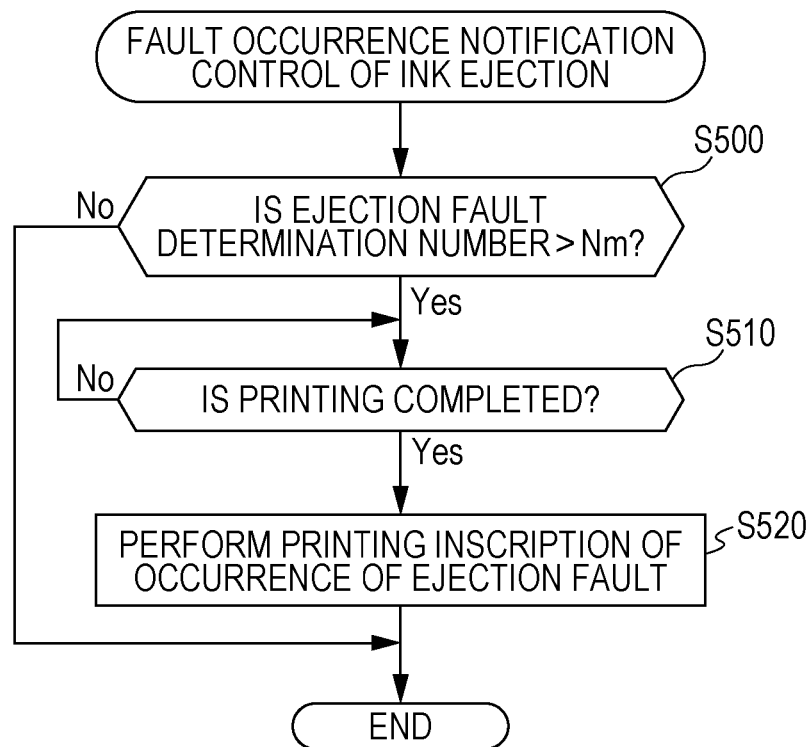 FAULT OCCURRENCE NOTIFICATION
CONTROL OF INK EJECTION
S500
No
IS EJECTION FAULT
DETERMINATION NUMBER > Nm?
Yes
S510
No
IS PRINTING COMPLETED?
Yes
S520
PERFORM PRINTING INSCRIPTION OF
OCCURRENCE OF EJECTION FAULT
END